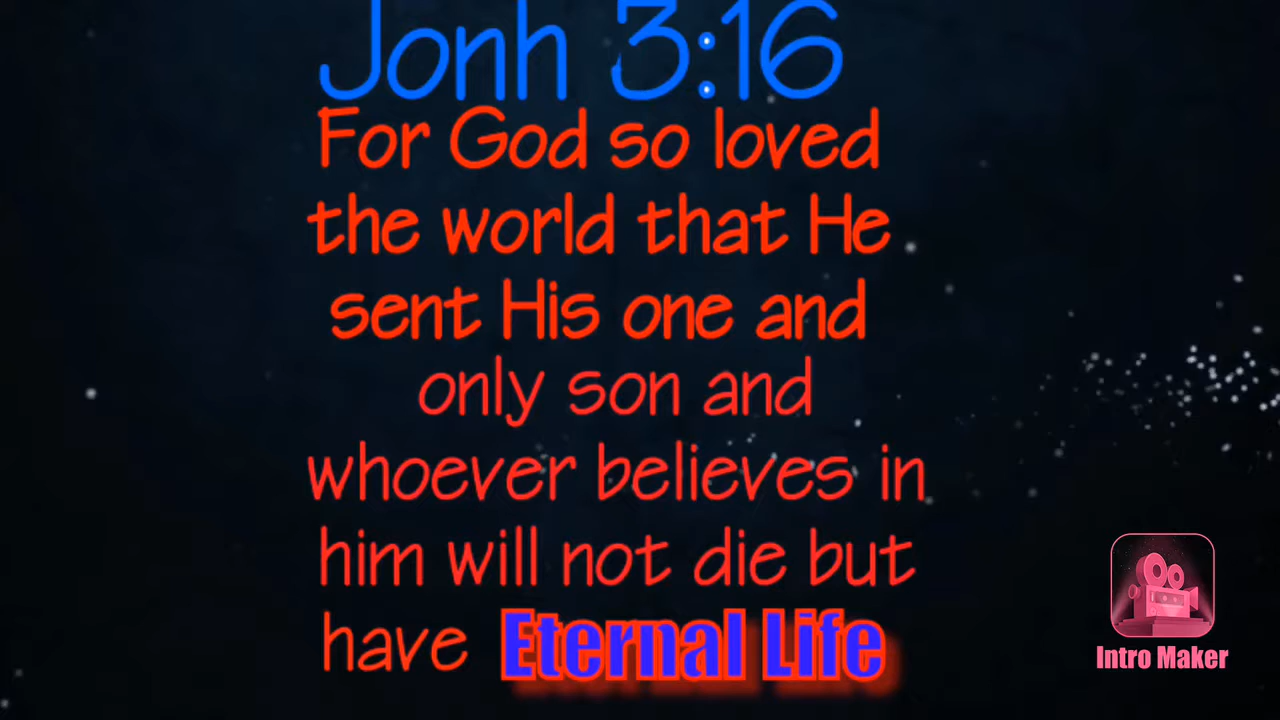 Jonh 3:16
For God so loved
the world that He
sent His one and
only son and
whoever believes in
him will not die but
have Eternal Life
Intro Maker